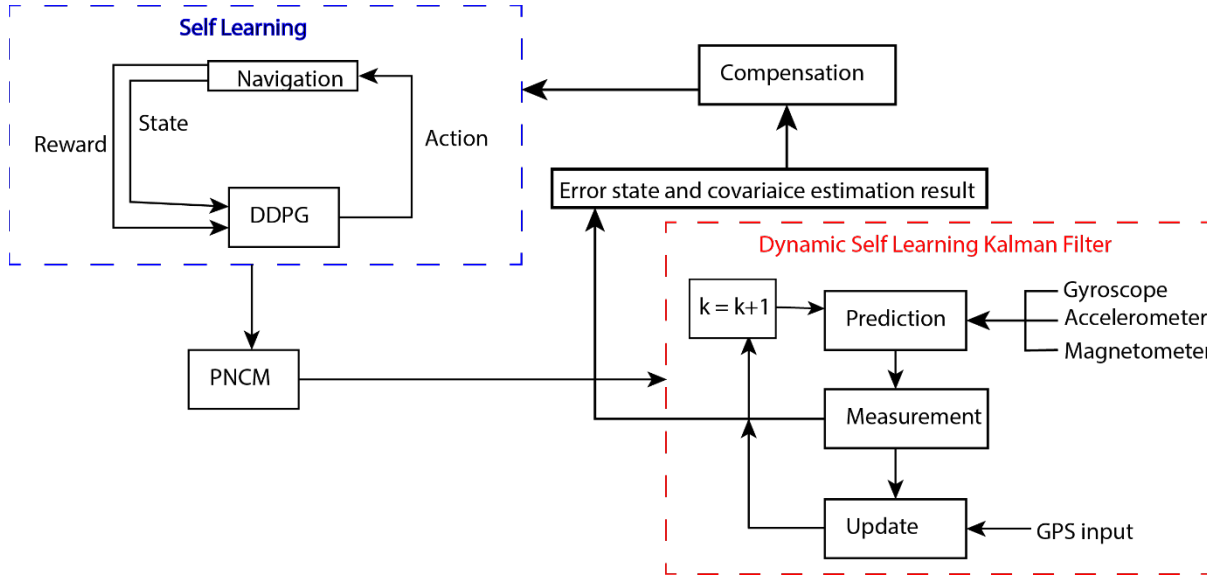 Self Learning
Navigation
Compensation
State
Reward
Action
Error state and covariaice estimation result
DDPG
Dynamic Self Learning Kalman Filter
Gyroscope
k = k+1
Prediction
Accelerometer
Magnetometer
PNCM
Measurement
Update
GPS input